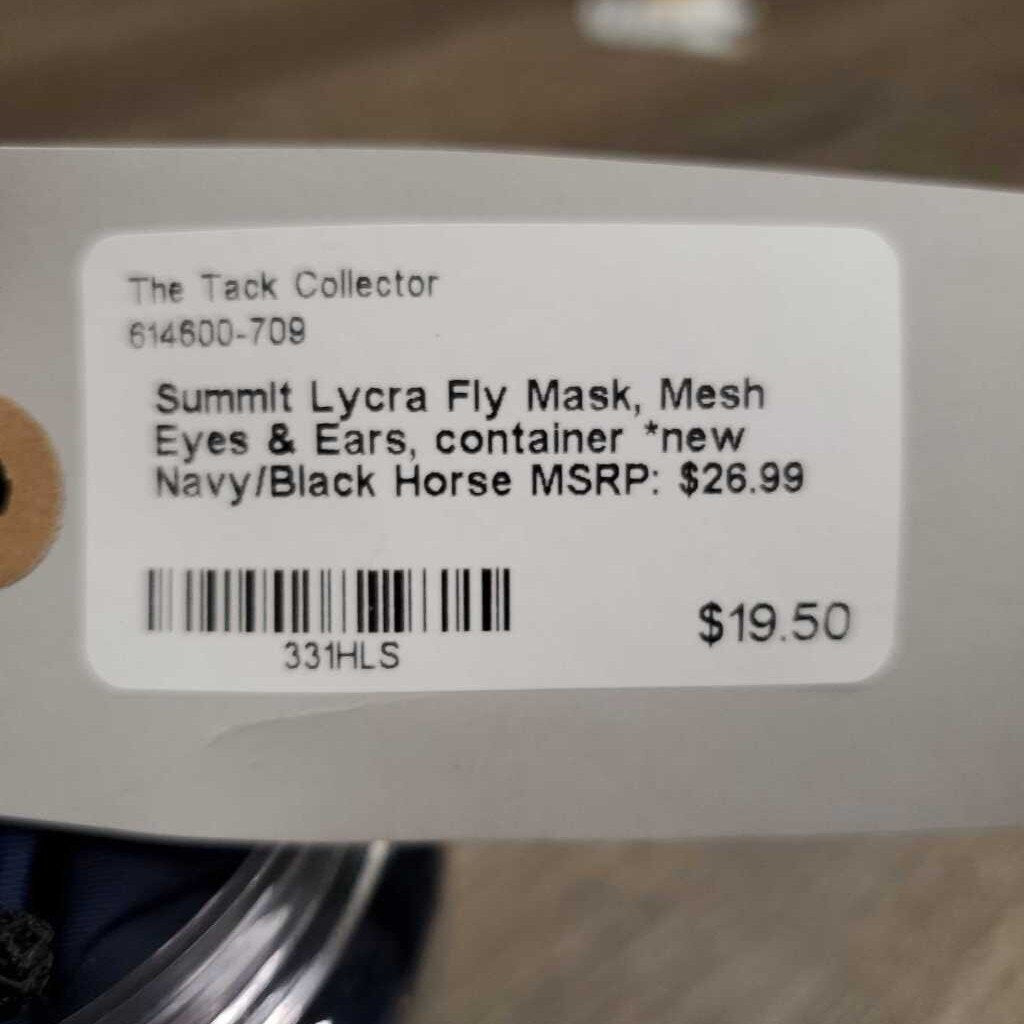 The Tack Collector
614600-709
Summit Lycra Fly Mask, Mesh
Eyes & Ears, container *new
Navy/Black Horse MSRP: $26.99
331HLS
$19.50